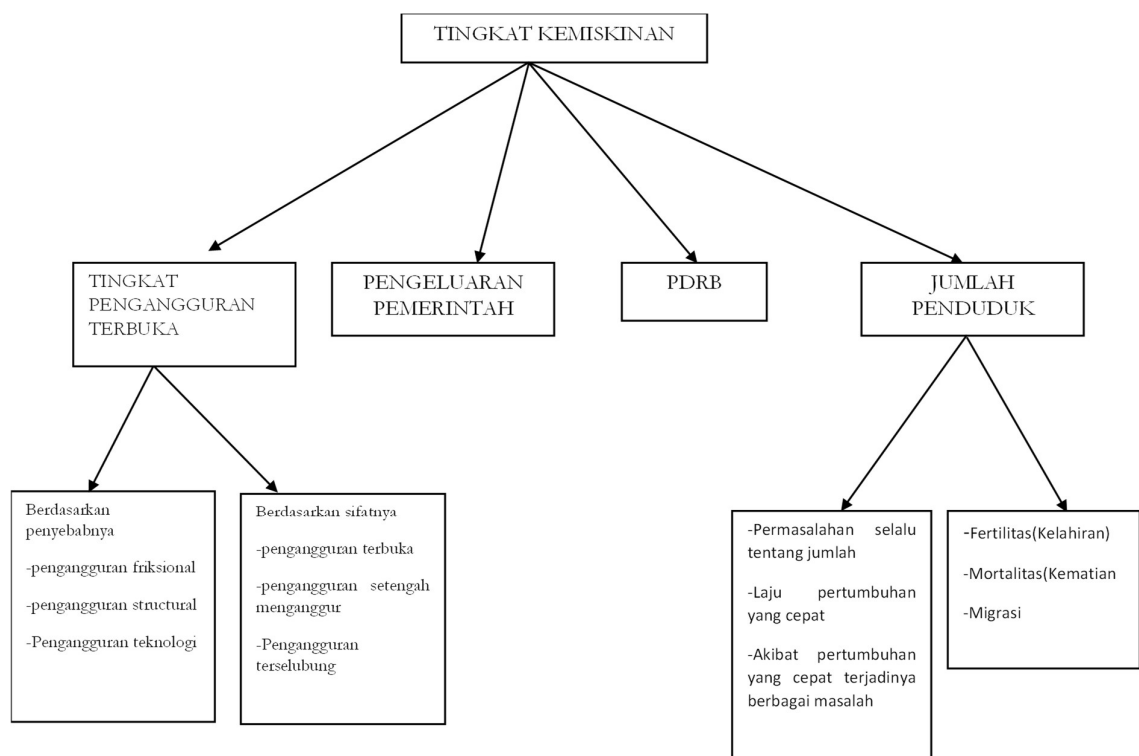 TINGKAT KEMISKINAN
TINGKAT
PENGANGGURAN
TERBUKA
PENGELUARAN
PEMERINTAH
PDRB
JUMLAH
PENDUDUK
Berdasarkan
penyebabnya
-pengangguran friksional
-pengangguran structural
-Pengangguran teknologi
Berdasarkan sifatnya
-pengangguran terbuka
-pengangguran setengah
menganggur
-Pengangguran
terselubung
-Permasalahan selalu
tentang jumlah
-Laju pertumbuhan
yang cepat
-Akibat pertumbuhan
yang cepat terjadinya
berbagai masalah
-Fertilitas(Kelahiran)
-Mortalitas(Kematian
-Migrasi